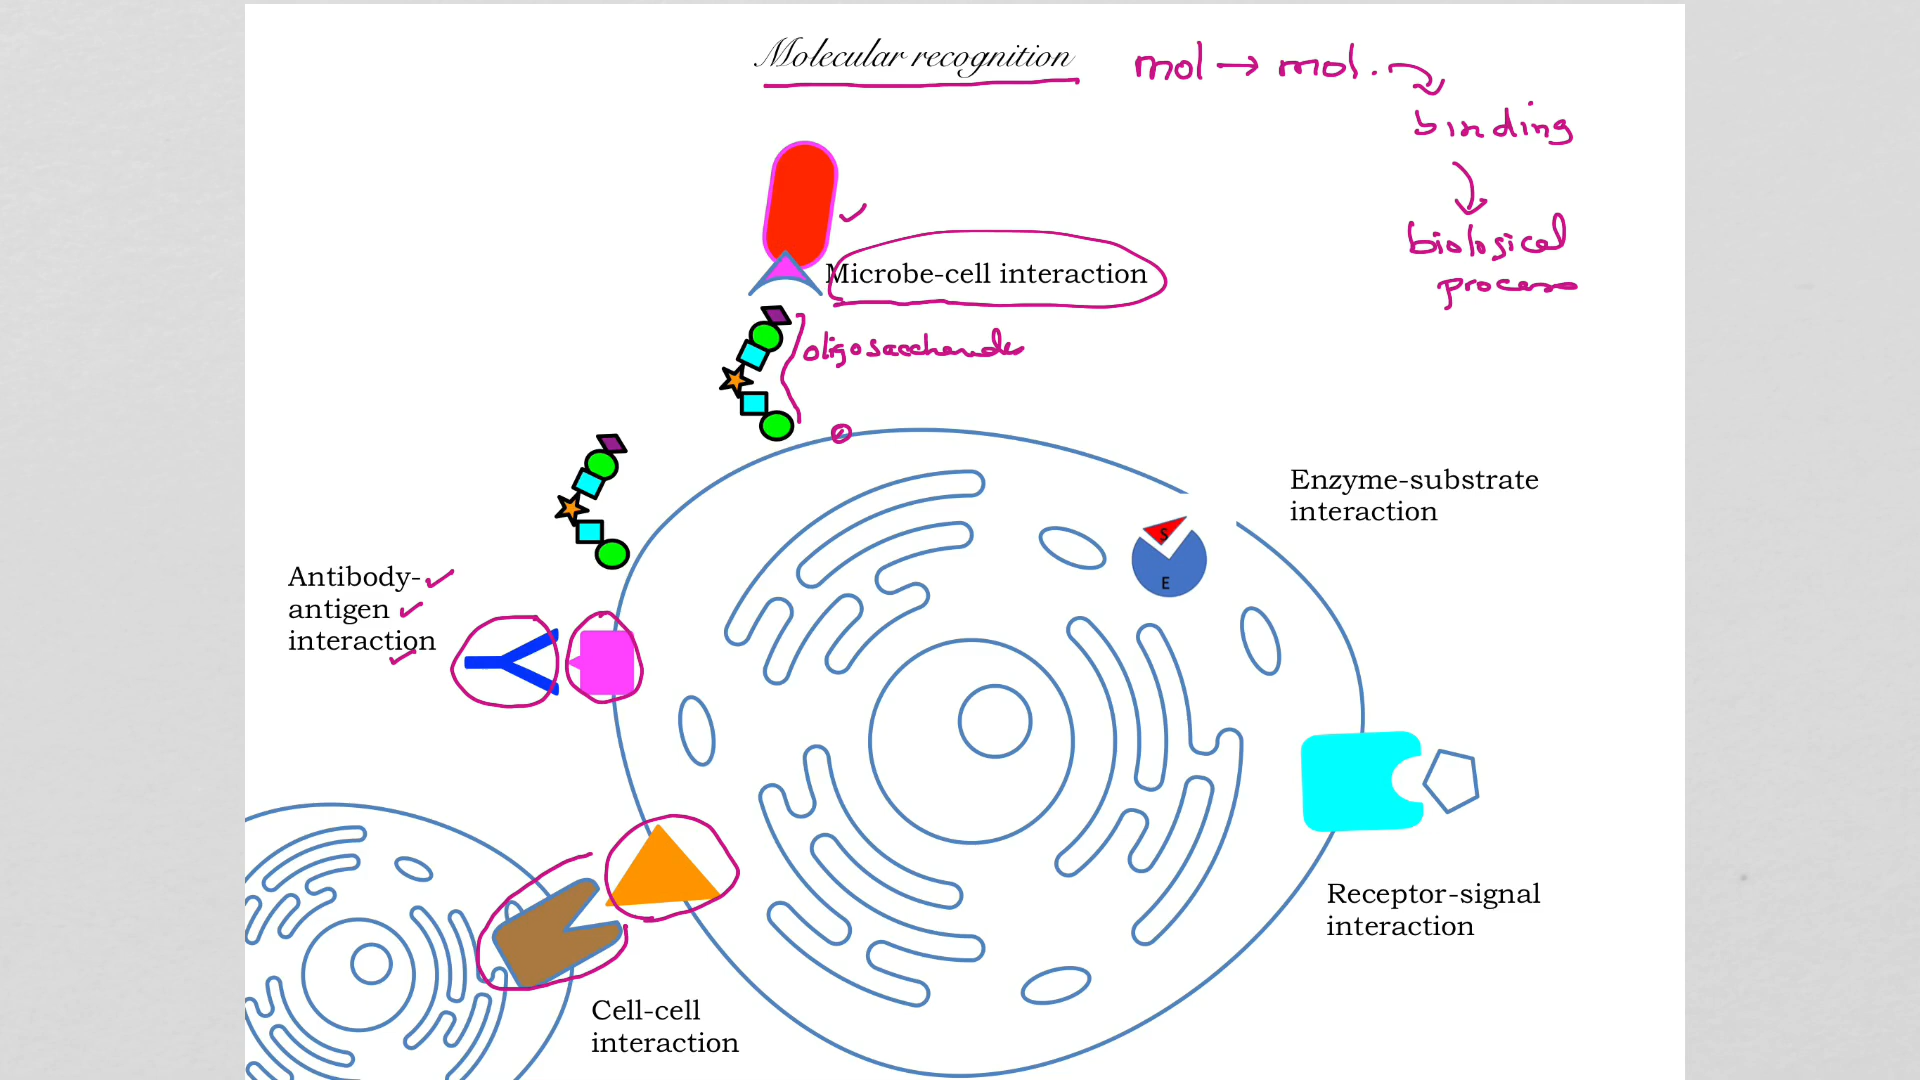 Molecular recognition
mol → mol.
binding
biological
process
Microbe-cell interaction
oligosaccharides
Enzyme-substrate
interaction
S
E
Antibody-
antigen
interaction
Receptor-signal
interaction
Cell-cell
interaction